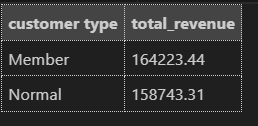 customer type total_revenue
Member 164223.44
Normal 158743.31